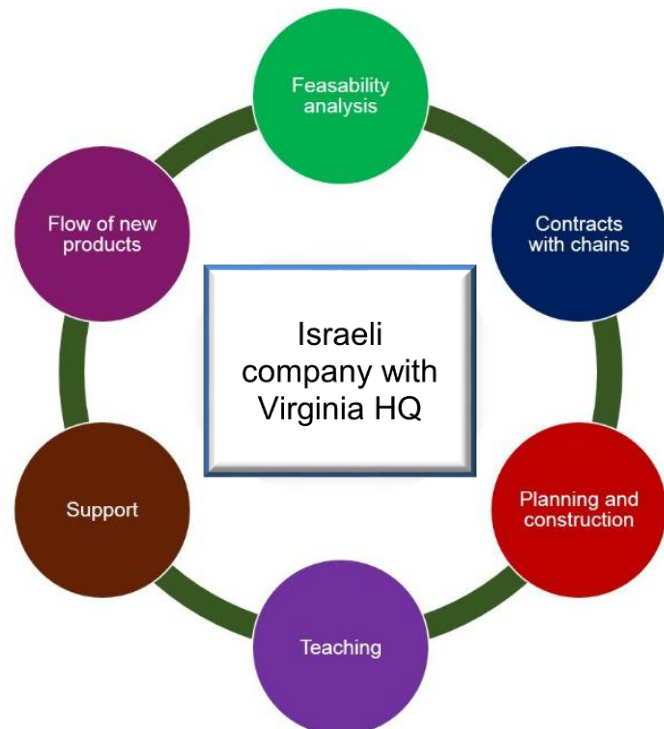 Feasability
analysis
Contracts
with chains
Planning and
construction
Teaching
Support
Flow of new
products
Israeli
company with
Virginia HQ